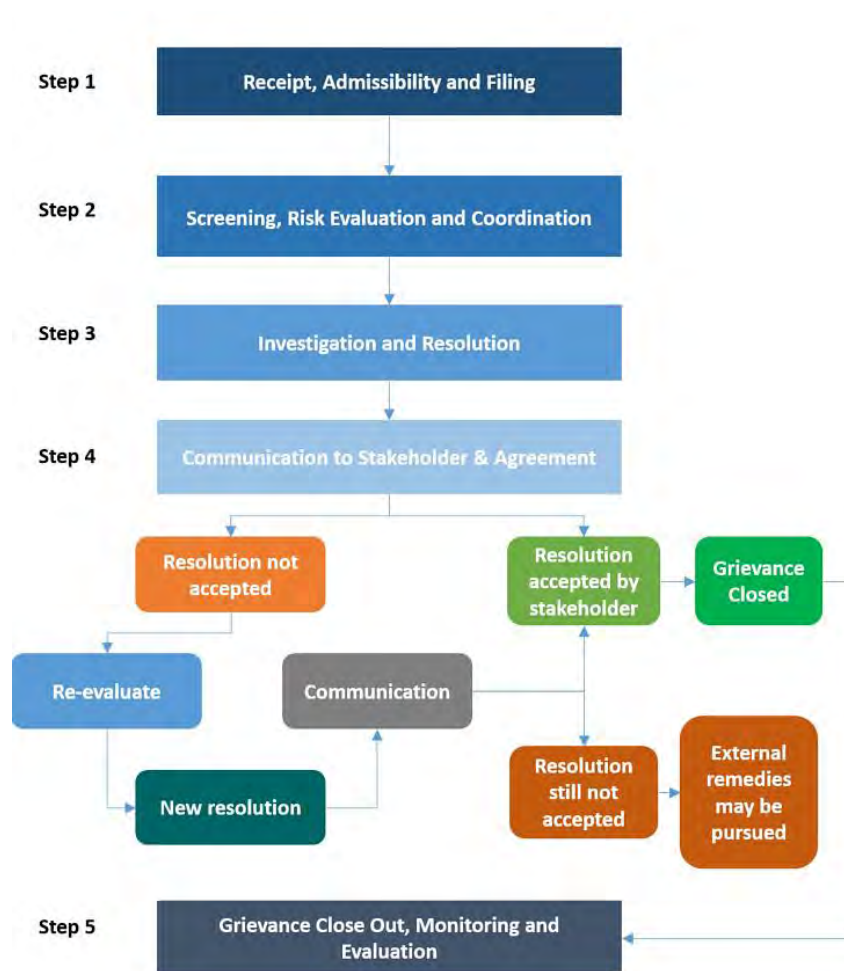 Step 1
Receipt, Admissibility and Filing
Step 2
Screening, Risk Evaluation and Coordination
Step 3
Investigation and Resolution
Step 4
Communication to Stakeholder & Agreement
Resolution not
accepted
Resolution
accepted by
stakeholder
Grievance
Closed
Re-evaluate
Communication
New resolution
Resolution
still not
accepted
External
remedies
may be
pursued
Step 5
Grievance Close Out, Monitoring and
Evaluation